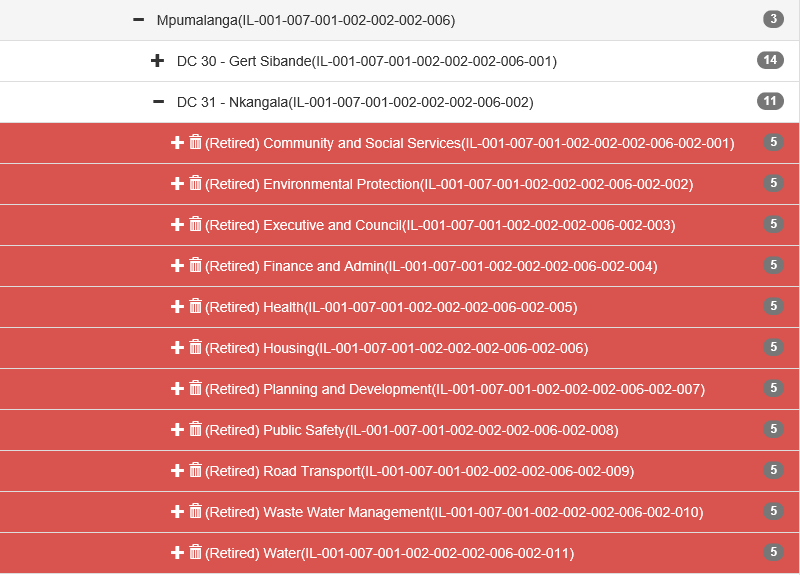 Mpumalanga(IL-001-007-001-002-002-002-006) 3
DC 30 - Gert Sibande(IL-001-007-001-002-002-002-006-001) 14
DC 31 - Nkangala(IL-001-007-001-002-002-002-006-002) 11
(Retired) Community and Social Services(IL-001-007-001-002-002-002-006-002-001) 5
(Retired) Environmental Protection(IL-001-007-001-002-002-002-006-002-002) 5
(Retired) Executive and Council(IL-001-007-001-002-002-002-006-002-003) 5
(Retired) Finance and Admin(IL-001-007-001-002-002-002-006-002-004) 5
(Retired) Health(IL-001-007-001-002-002-002-006-002-005) 5
(Retired) Housing(IL-001-007-001-002-002-002-006-002-006) 5
(Retired) Planning and Development(IL-001-007-001-002-002-002-006-002-007) 5
(Retired) Public Safety(IL-001-007-001-002-002-002-006-002-008) 5
(Retired) Road Transport(IL-001-007-001-002-002-002-006-002-009) 5
(Retired) Waste Water Management(IL-001-007-001-002-002-002-006-002-010) 5
(Retired) Water(IL-001-007-001-002-002-002-006-002-011) 5